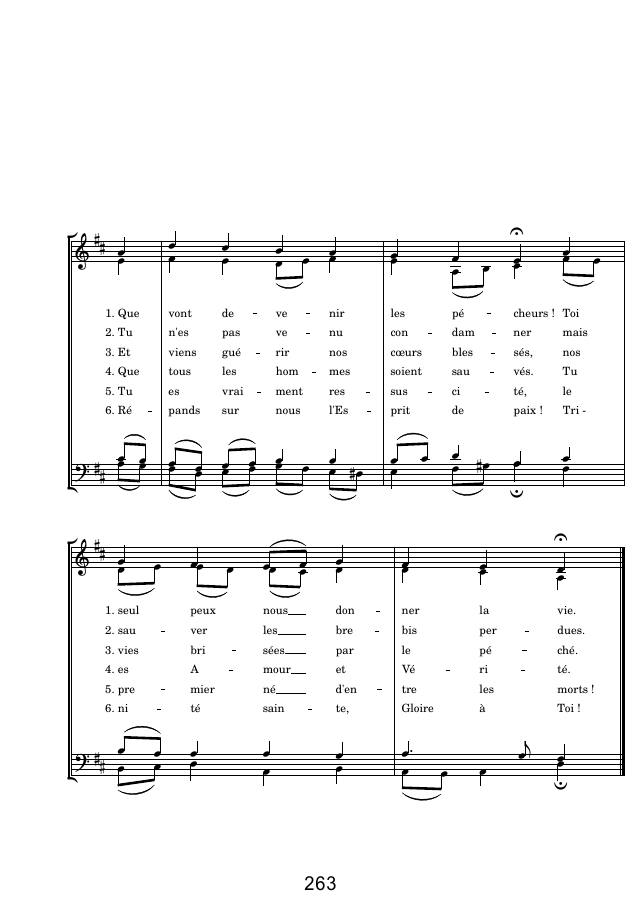 1. Que vont de - ve - nir les pé - cheurs ! Toi
2. Tu n'es pas ve - nu con - dam - ner mais
3. Et viens gué - rir nos cœurs bles - sés, nos
4. Que tous les hom - mes soient sau - vés. Tu
5. Tu es vrai - ment res - sus - ci - té, le
6. Ré - pands sur nous l'Es - prit de paix ! Tri -
1. seul peux nous don - ner la vie.
2. sau - ver les bre - bis per - dues.
3. vies bri - sées par le pé - ché.
4. es A - mour et Vé - ri - té.
5. pre - mier né d'en - tre les morts !
6. ni - té sain - te, Gloire à Toi !
263